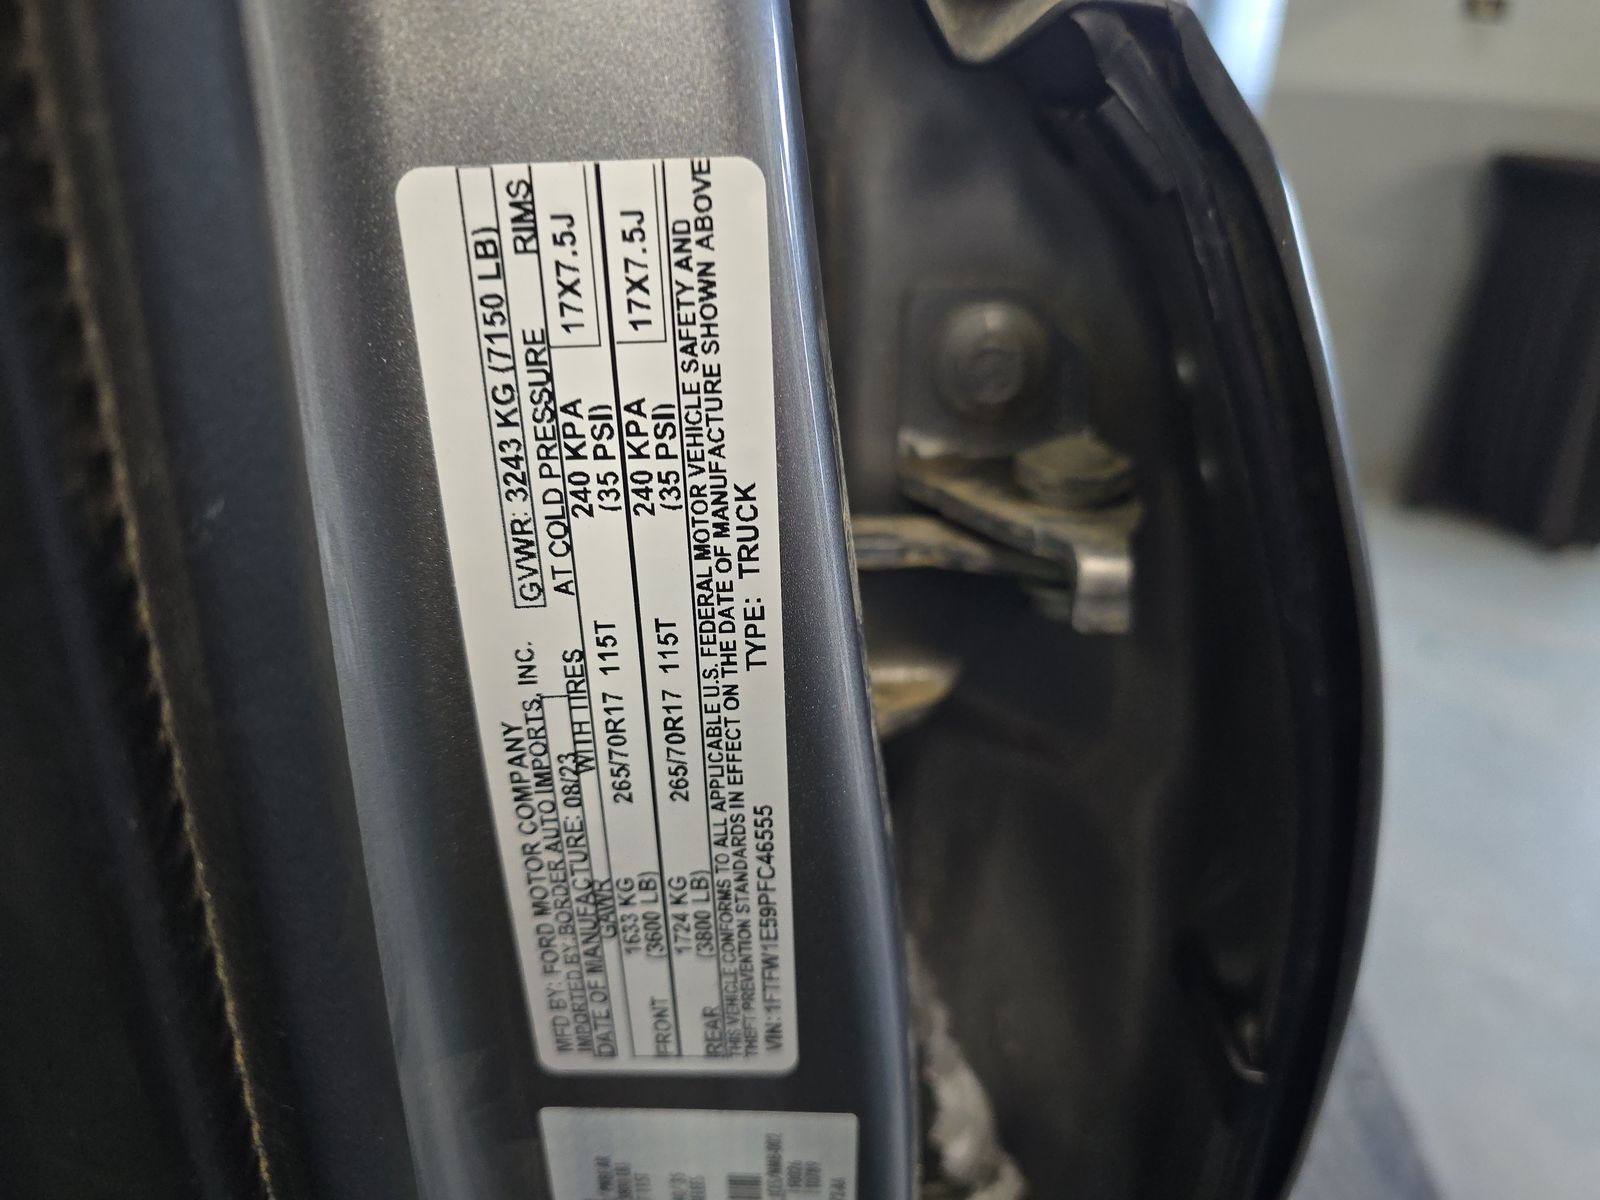 MFD BY: FORD MOTOR COMPANY
IMPORTED BY: BORDER AUTO IMPORTS, INC.
DATE OF MANUFACTURE: 08/23 GVWR: 3243 KG (7150 LB)
GAWR WITH TIRES AT COLD PRESSURE RIMS
FRONT 1633 KG 265/70R17 115T 240 KPA 17X7.5J
(3600 LB) (35 PSI)
REAR 1724 KG 265/70R17 115T 240 KPA 17X7.5J
(3800 LB) (35 PSI)
THIS VEHICLE CONFORMS TO ALL APPLICABLE U.S. FEDERAL MOTOR VEHICLE SAFETY AND
THEFT PREVENTION STANDARDS IN EFFECT ON THE DATE OF MANUFACTURE SHOWN ABOVE
VIN: 1FTFW1E59PFC46555 TYPE: TRUCK